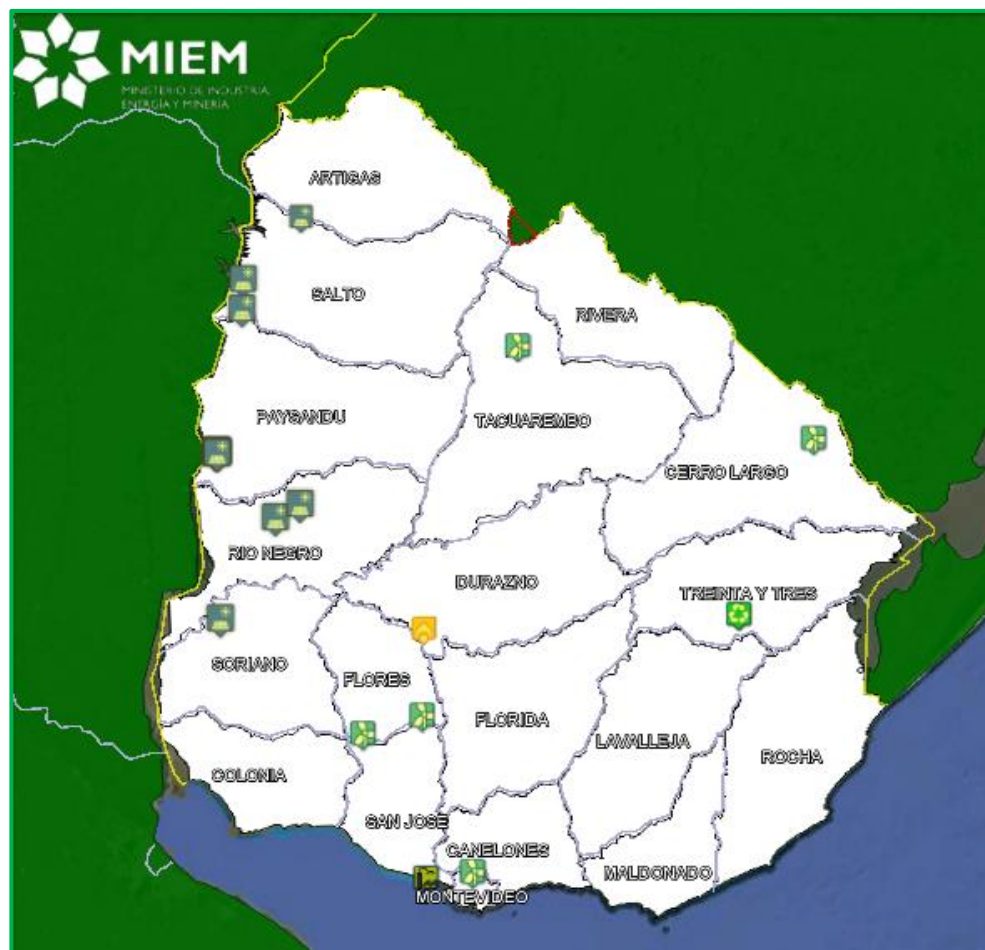 MIEM
MINISTERIO DE INDUSTRIA,
ENERGÍA Y MINERÍA
ARTIGAS
SALTO
RIVERA
PAYSANDU
TACUAREMBO
CERRO LARGO
RIO NEGRO
DURAZNO
TREINTA Y TRES
SORIANO
FLORES
FLORIDA
LAVALLEJA
ROCHA
COLONIA
SAN JOSE
CANELONES
MALDONADO
MONTEVIDEO